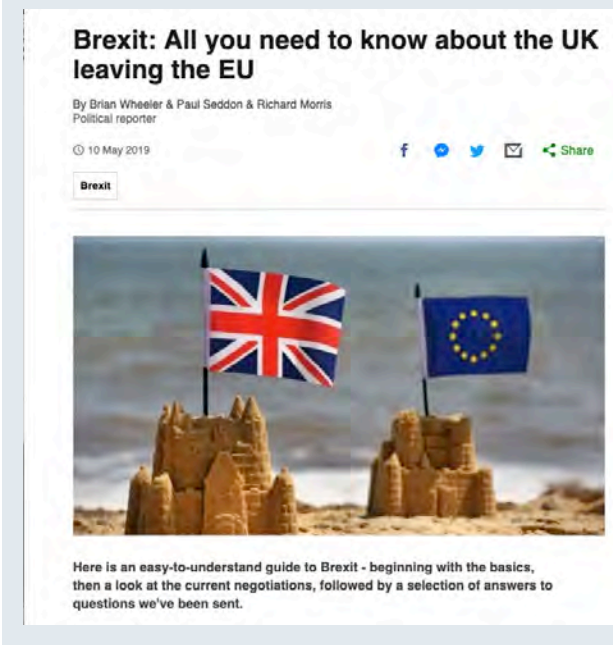 Brexit: All you need to know about the UK
leaving the EU
By Brian Wheeler & Paul Seddon & Richard Morris
Political reporter
10 May 2019
Share
Brexit
Here is an easy-to-understand guide to Brexit - beginning with the basics,
then a look at the current negotiations, followed by a selection of answers to
questions we've been sent.